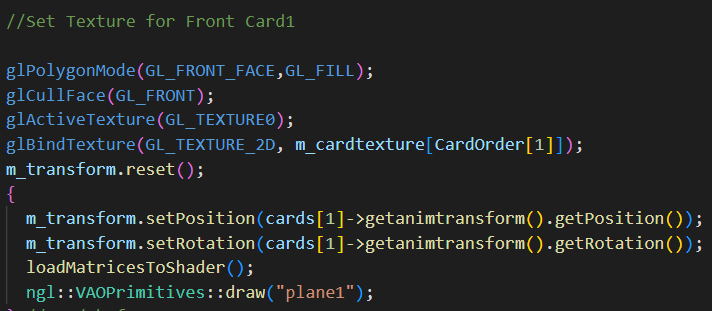 //Set Texture for Front Card1
glPolygonMode(GL_FRONT_FACE,GL_FILL);
glCullFace(GL_FRONT);
glActiveTexture(GL_TEXTURE0);
glBindTexture(GL_TEXTURE_2D, m_cardtexture[CardOrder[1]]);
m_transform.reset();
{
  m_transform.setPosition(cards[1]->getanimtransform().getPosition());
  m_transform.setRotation(cards[1]->getanimtransform().getRotation());
  loadMatricesToShader();
  ngl::VAOPrimitives::draw("plane1");